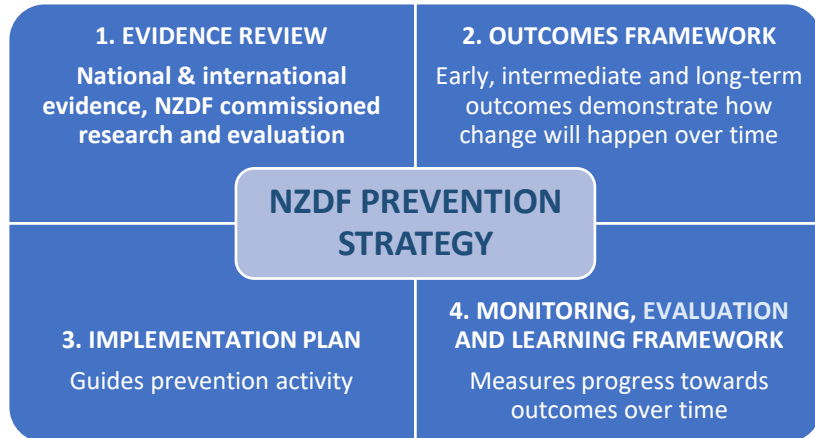 1. EVIDENCE REVIEW
National & international
evidence, NZDF commissioned
research and evaluation
2. OUTCOMES FRAMEWORK
Early, intermediate and long-term
outcomes demonstrate how
change will happen over time
NZDF PREVENTION
STRATEGY
3. IMPLEMENTATION PLAN
Guides prevention activity
4. MONITORING, EVALUATION
AND LEARNING FRAMEWORK
Measures progress towards
outcomes over time